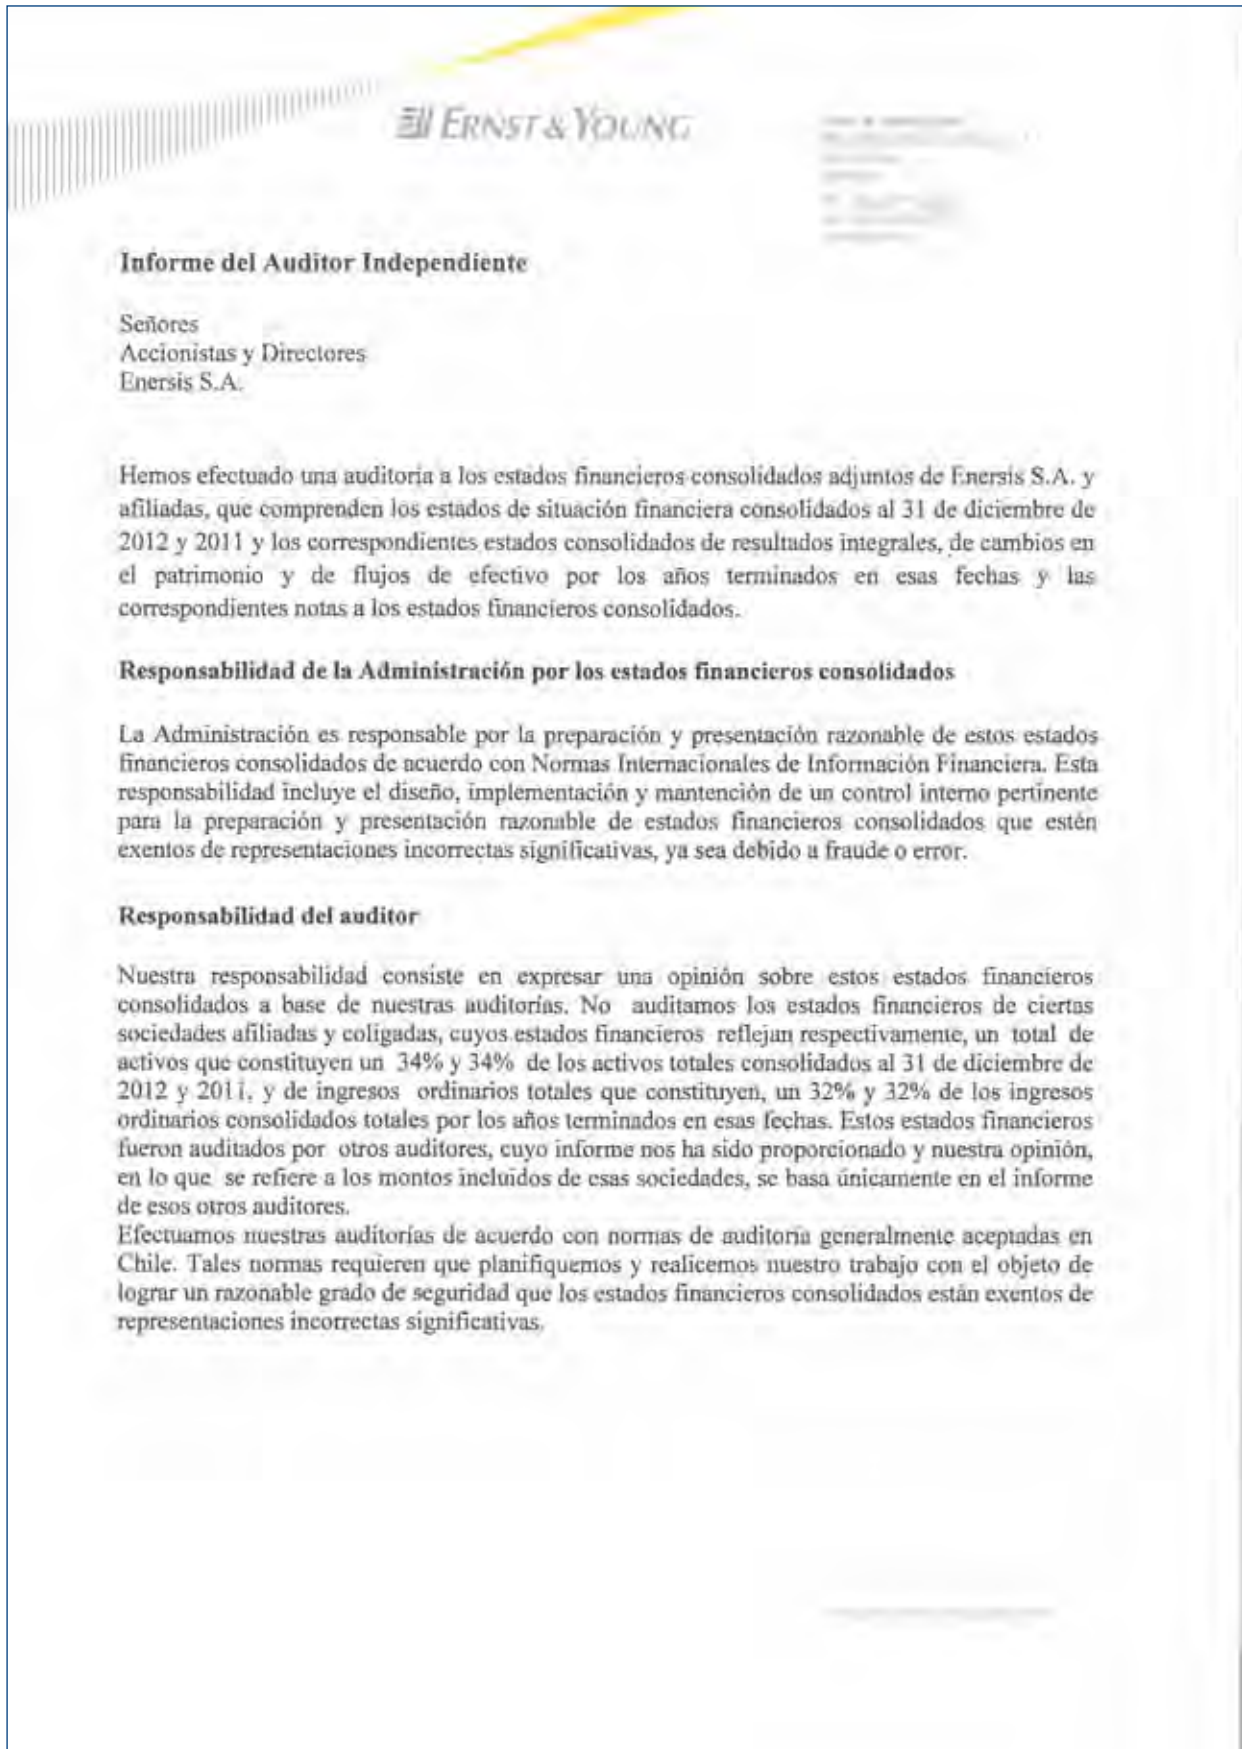 ERNST & YOUNG
Informe del Auditor Independiente
Señores
Accionistas y Directores
Enersis S.A.
Hemos efectuado una auditoría a los estados financieros consolidados adjuntos de Enersis S.A. y
afiliadas, que comprenden los estados de situación financiera consolidados al 31 de diciembre de
2012 y 2011 y los correspondientes estados consolidados de resultados integrales, de cambios en
el patrimonio y de flujos de efectivo por los años terminados en esas fechas y las
correspondientes notas a los estados financieros consolidados.
Responsabilidad de la Administración por los estados financieros consolidados
La Administración es responsable por la preparación y presentación razonable de estos estados
financieros consolidados de acuerdo con Normas Internacionales de Información Financiera. Esta
responsabilidad incluye el diseño, implementación y mantención de un control interno pertinente
para la preparación y presentación razonable de estados financieros consolidados que estén
exentos de representaciones incorrectas significativas, ya sea debido a fraude o error.
Responsabilidad del auditor
Nuestra responsabilidad consiste en expresar una opinión sobre estos estados financieros
consolidados a base de nuestras auditorías. No auditamos los estados financieros de ciertas
sociedades afiliadas y coligadas, cuyos estados financieros reflejan respectivamente, un total de
activos que constituyen un 34% y 34% de los activos totales consolidados al 31 de diciembre de
2012 y 2011, y de ingresos ordinarios totales que constituyen, un 32% y 32% de los ingresos
ordinarios consolidados totales por los años terminados en esas fechas. Estos estados financieros
fueron auditados por otros auditores, cuyo informe nos ha sido proporcionado y nuestra opinión,
en lo que se refiere a los montos incluidos de esas sociedades, se basa únicamente en el informe
de esos otros auditores.
Efectuamos nuestras auditorías de acuerdo con normas de auditoría generalmente aceptadas en
Chile. Tales normas requieren que planifiquemos y realicemos nuestro trabajo con el objeto de
lograr un razonable grado de seguridad que los estados financieros consolidados están exentos de
representaciones incorrectas significativas.